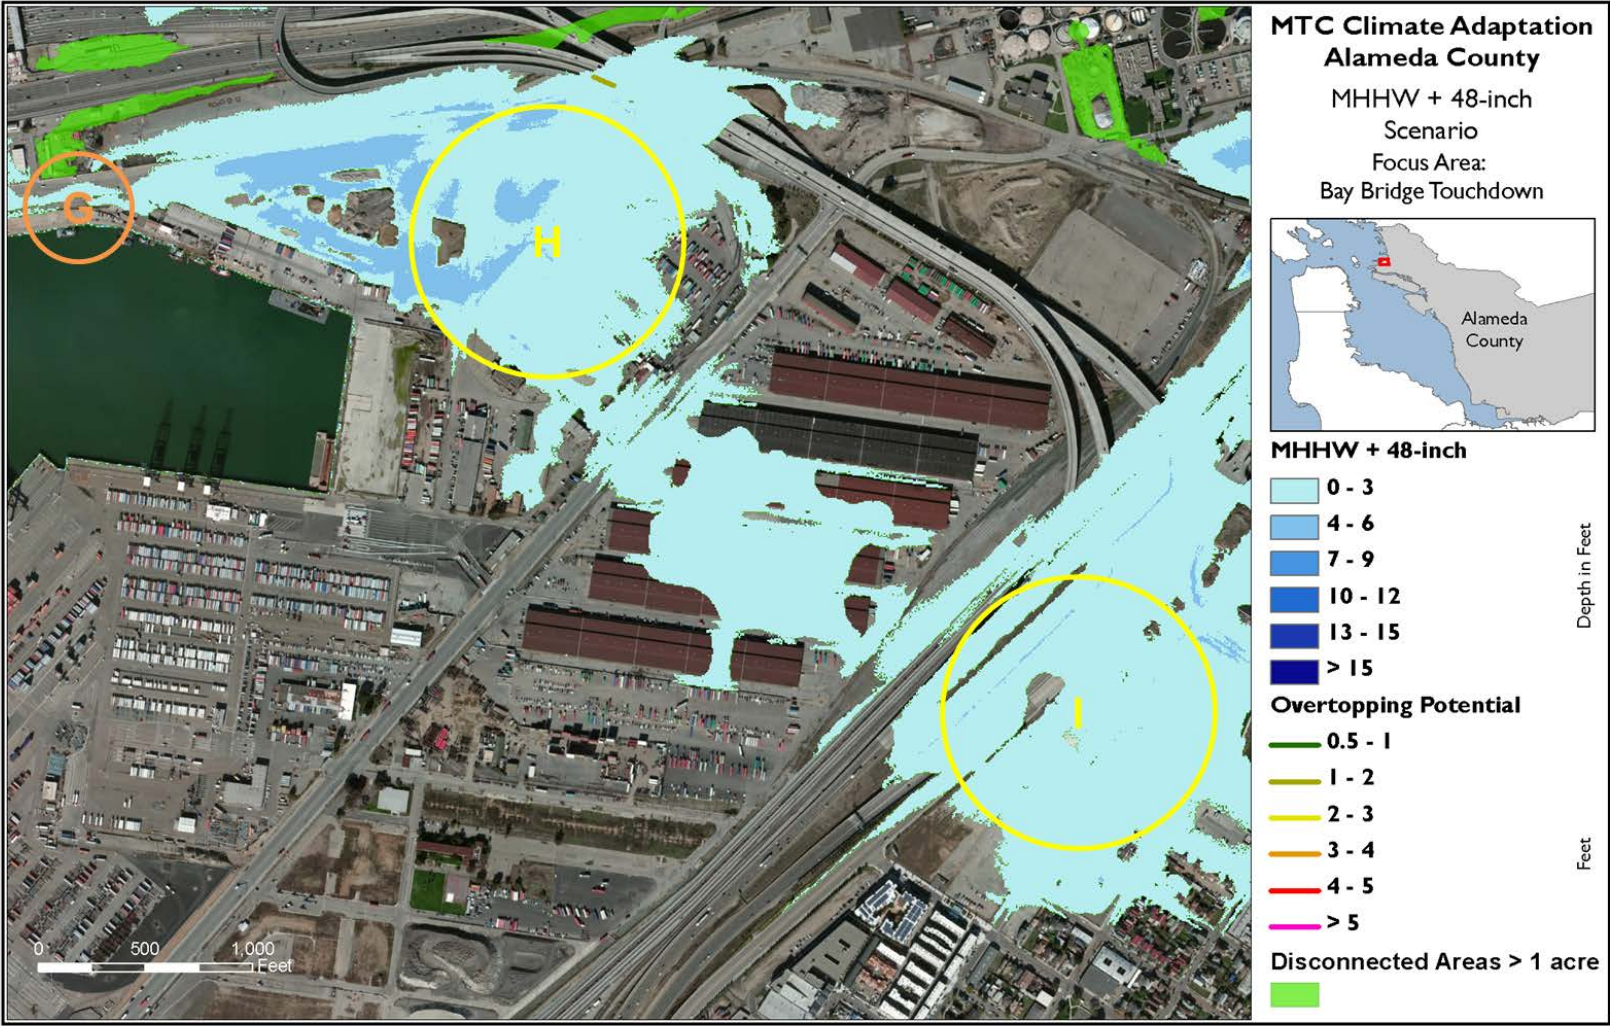 MTC Climate Adaptation
Alameda County
MHHW + 48-inch
Scenario
Focus Area:
Bay Bridge Touchdown
Alameda
County
MHHW + 48-inch
0 - 3
4 - 6
7 - 9
10 - 12
13 - 15
> 15
Depth in Feet
Overtopping Potential
0.5 - 1
1 - 2
2 - 3
3 - 4
4 - 5
> 5
Feet
Disconnected Areas > 1 acre
G
H
I
0 500 1,000
Feet